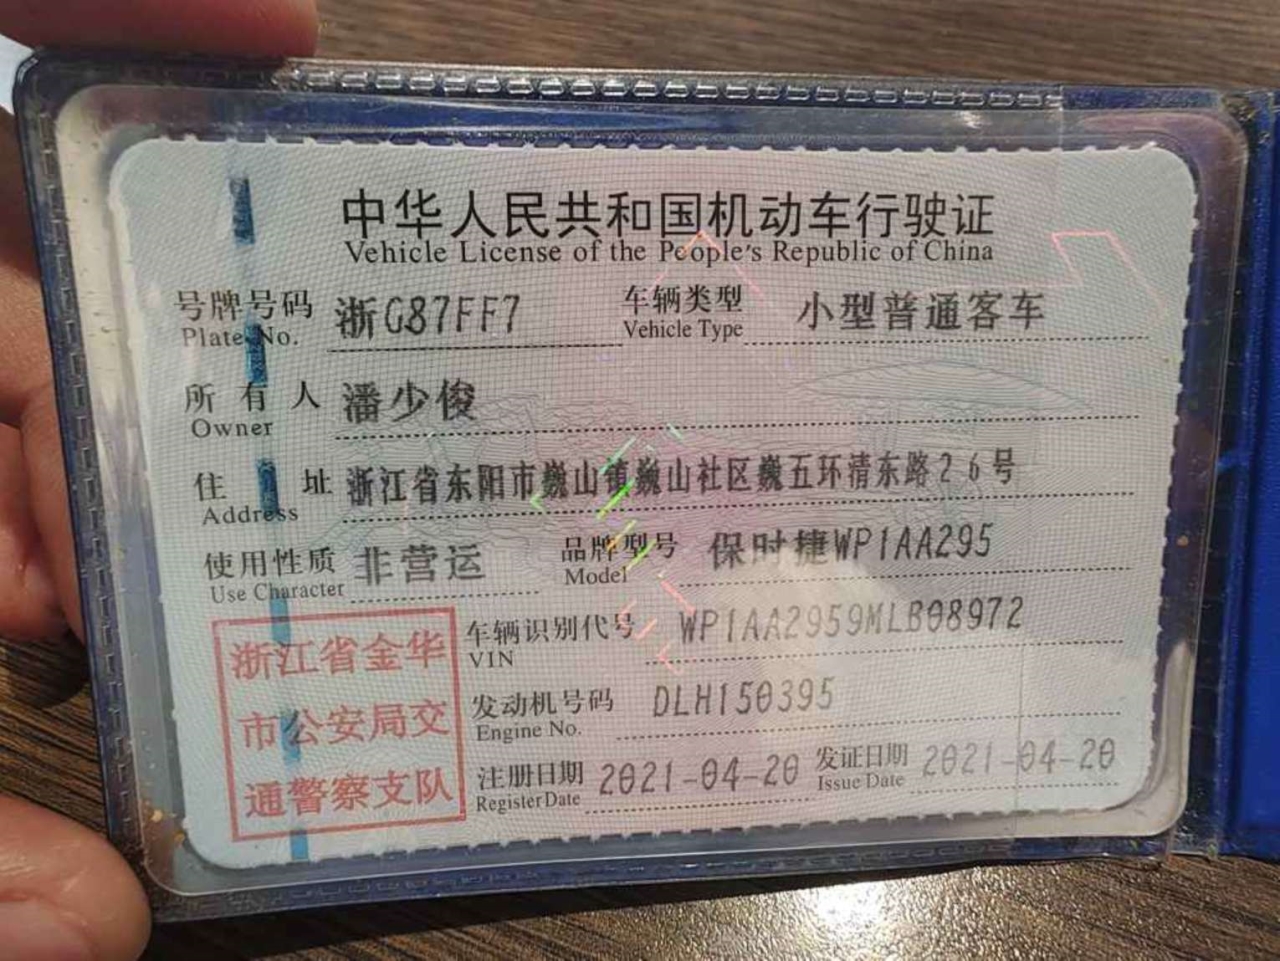 中华人民共和国机动车行驶证
Vehicle License of the People's Republic of China
号牌号码 浙G87FF7 车辆类型 小型普通客车
Plate No. Vehicle Type
所有人 潘少俊
Owner
住址 浙江省东阳市巍山镇巍山社区巍五环清东路26号
Address
使用性质 非营运 品牌型号 保时捷WP1AA295
Use Character Model
车辆识别代号 WP1AA2959MLB08972
VIN
发动机号码 DLH150395
Engine No.
注册日期 2021-04-20 发证日期 2021-04-20
Register Date Issue Date
浙江省金华
市公安局交
通警察支队